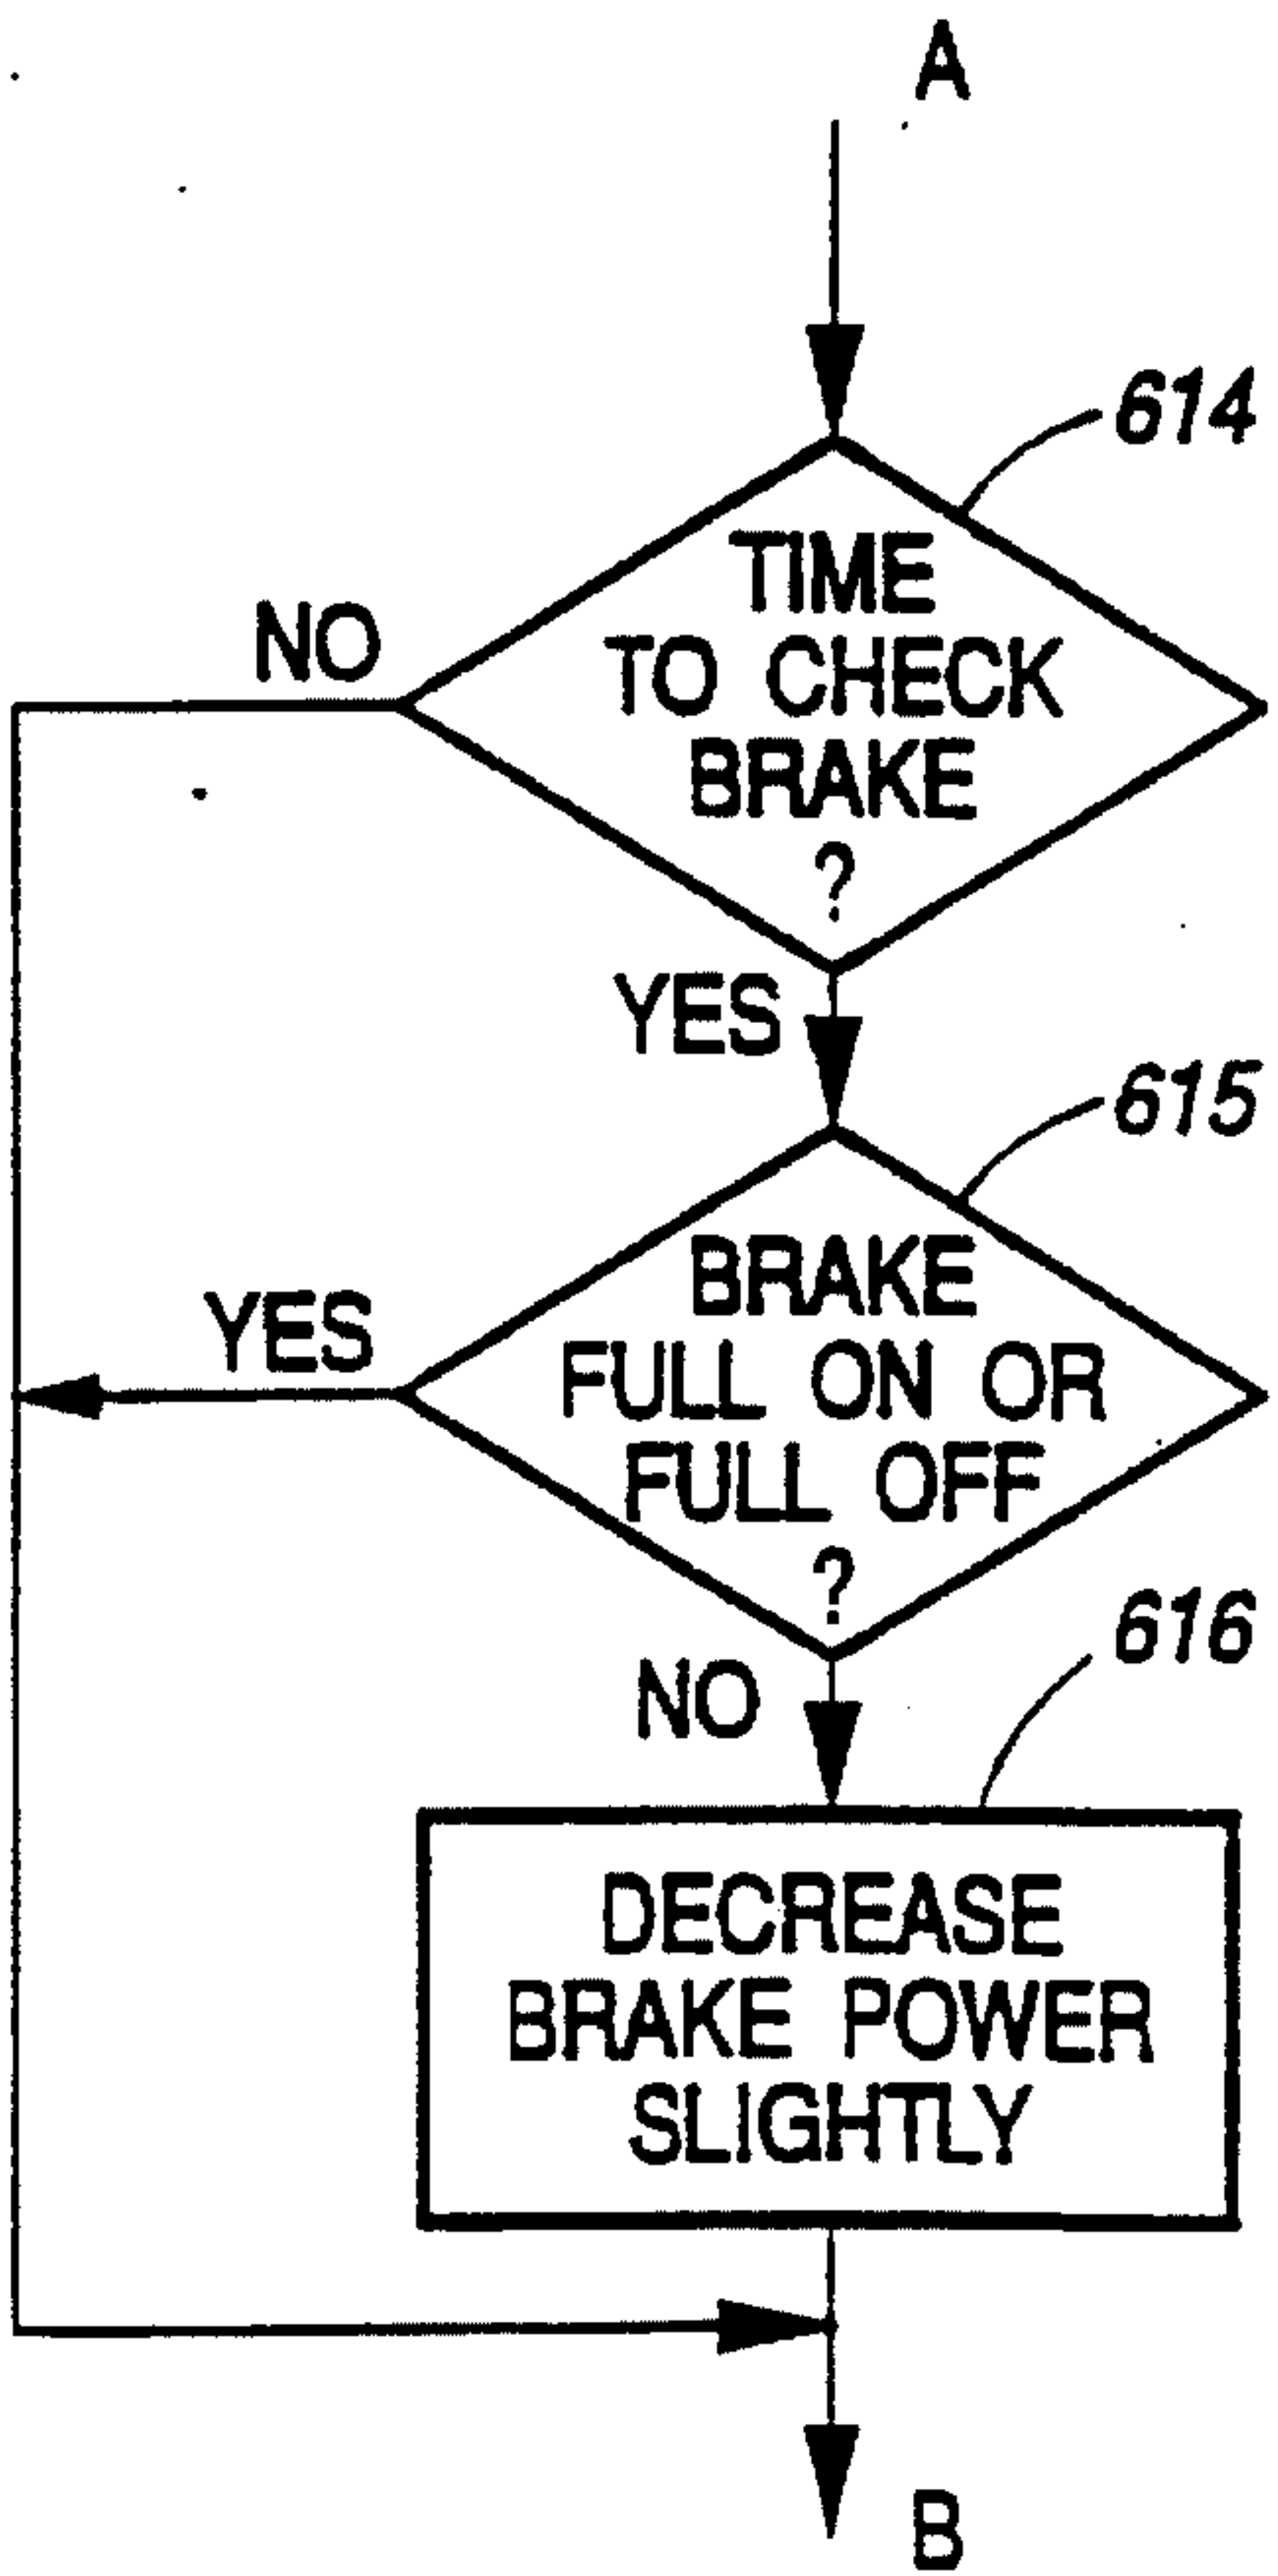 A
614
TIME
TO CHECK
BRAKE
?
NO
YES
615
BRAKE
FULL ON OR
FULL OFF
?
YES
NO
616
DECREASE
BRAKE POWER
SLIGHTLY
B